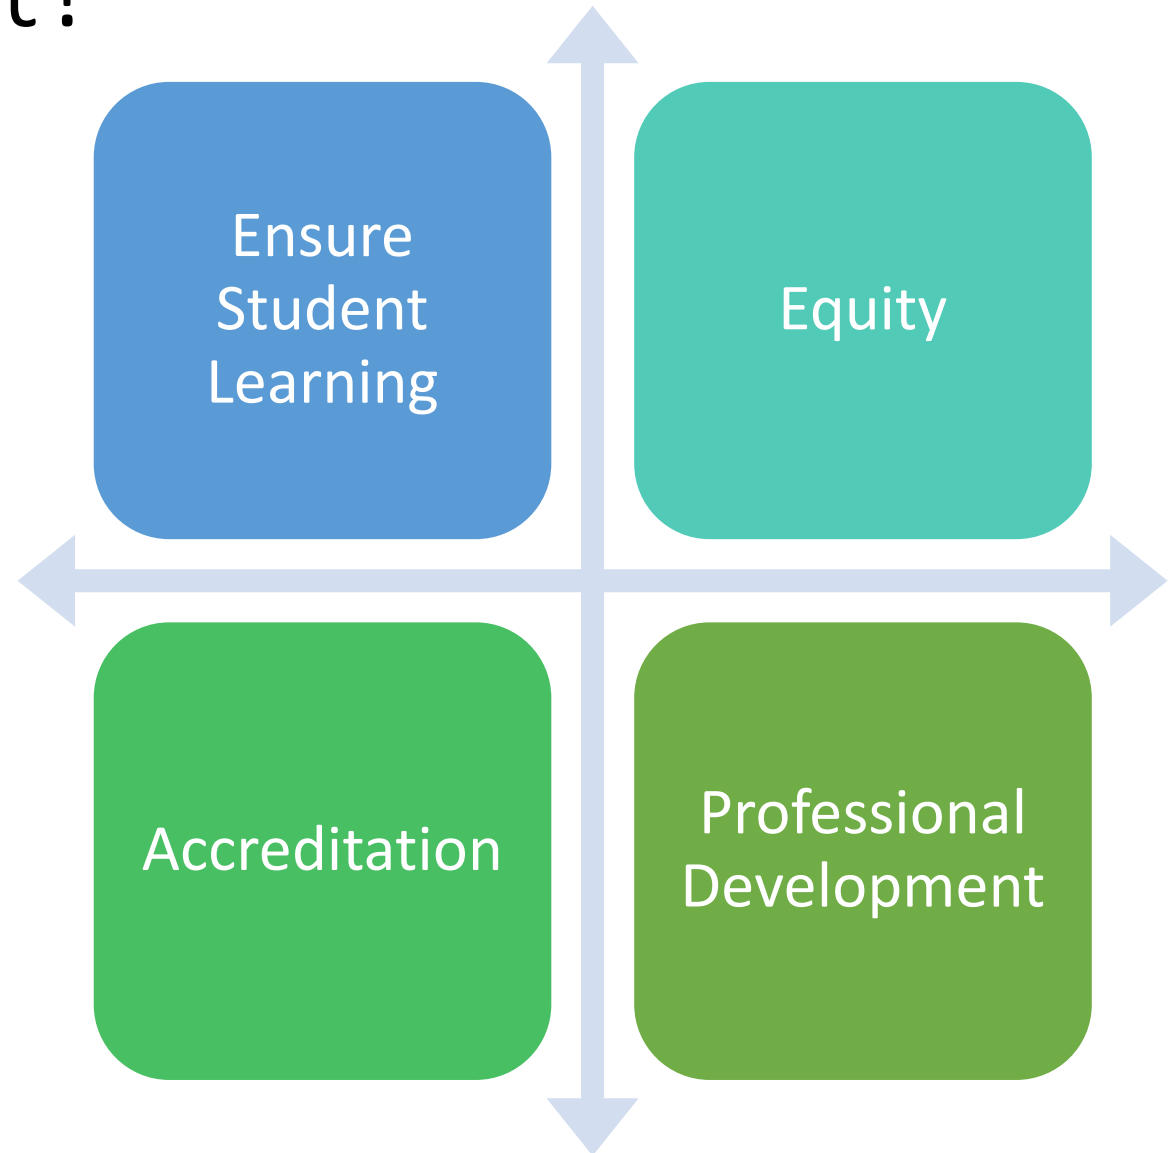 Ensure
Student
Learning
Equity
Accreditation
Professional
Development